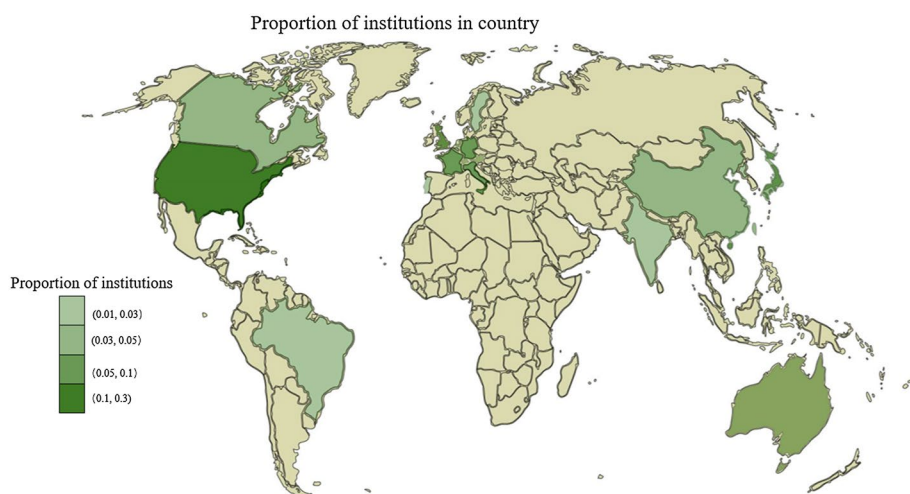 Proportion of institutions in country
Proportion of institutions
(0.01, 0.03)
(0.03, 0.05)
(0.05, 0.1)
(0.1, 0.3)